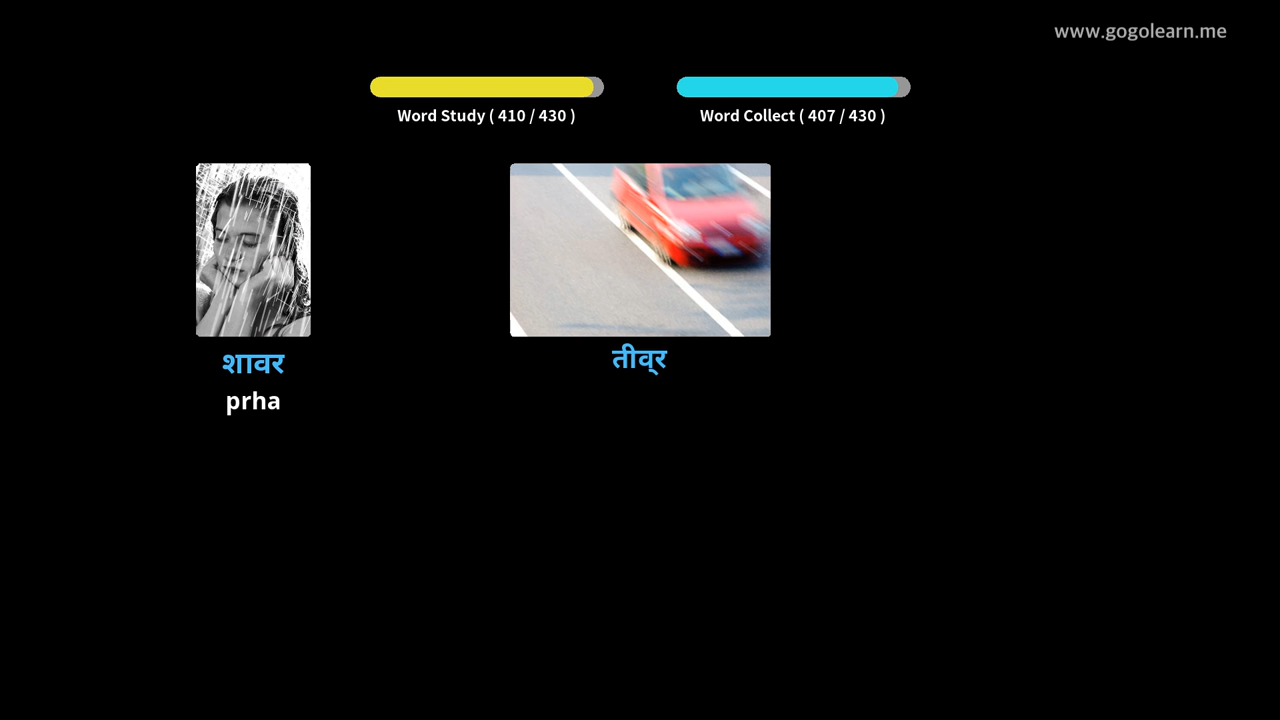 www.gogolearn.me
Word Study ( 410 / 430 )
Word Collect ( 407 / 430 )
शावर
prha
तीव्‌र